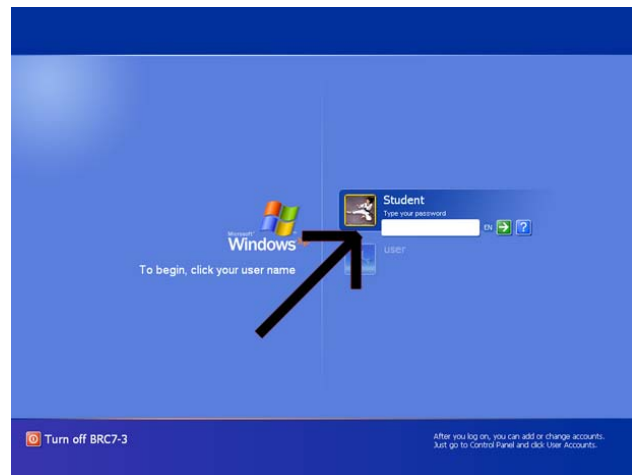 Student
Type your password
EN
?
Microsoft
Windows
user
To begin, click your user name
Turn off BRC7-3
After you log on, you can add or change accounts.
Just go to Control Panel and click User Accounts.